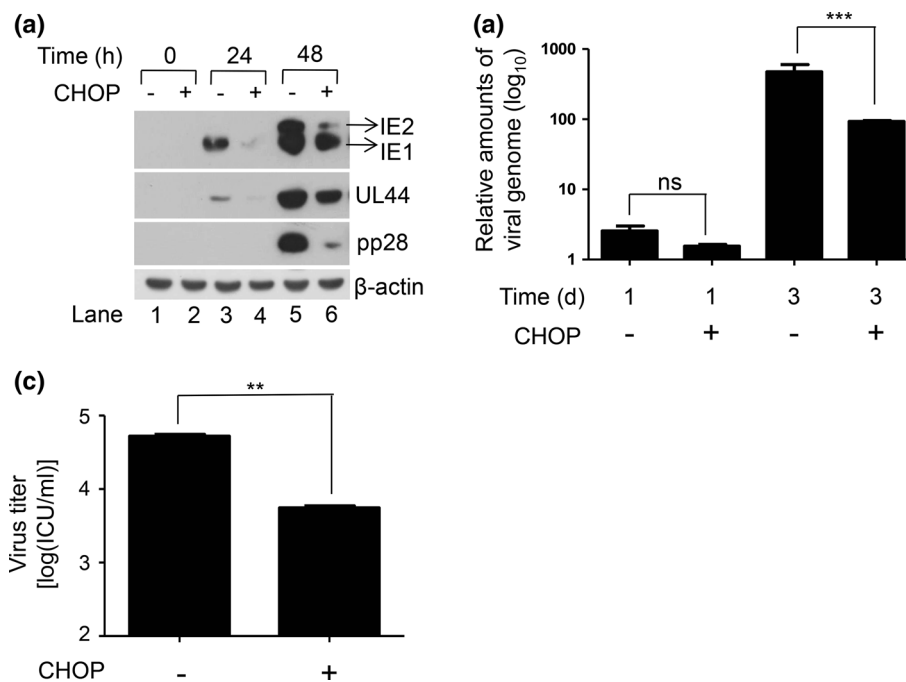 (a)
Time (h) 0 24 48
CHOP - + - + - +
IE2
IE1
UL44
pp28
β-actin
Lane 1 2 3 4 5 6
(a)
Relative amounts of
viral genome (log10)
1000
100
10
1
ns
***
Time (d) 1 1 3 3
CHOP - + - +
(c)
Virus titer
[log(ICU/ml)]
5
4
3
2
**
CHOP - +